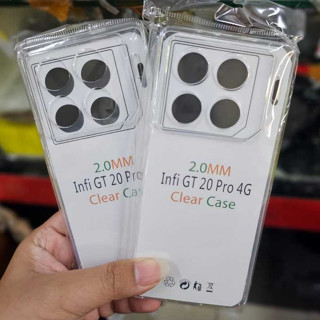 2.0MM
Infi GT 20 Pro
Clear Case
2.0MM
Infi GT 20 Pro 4G
Clear Case